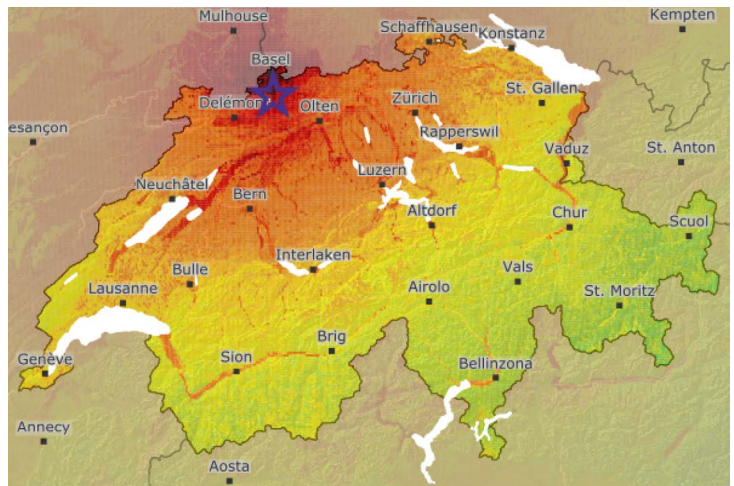 Mulhouse
Kempten
Schaffhausen
Konstanz
Basel
Delémon
Olten
Zürich
St. Gallen
esançon
Rapperswil
Vaduz
St. Anton
Luzern
Neuchâtel
Bern
Altdorf
Chur
Scuol
Interlaken
Bulle
Lausanne
Airolo
Vals
St. Moritz
Genève
Sion
Brig
Bellinzona
Annecy
Aosta